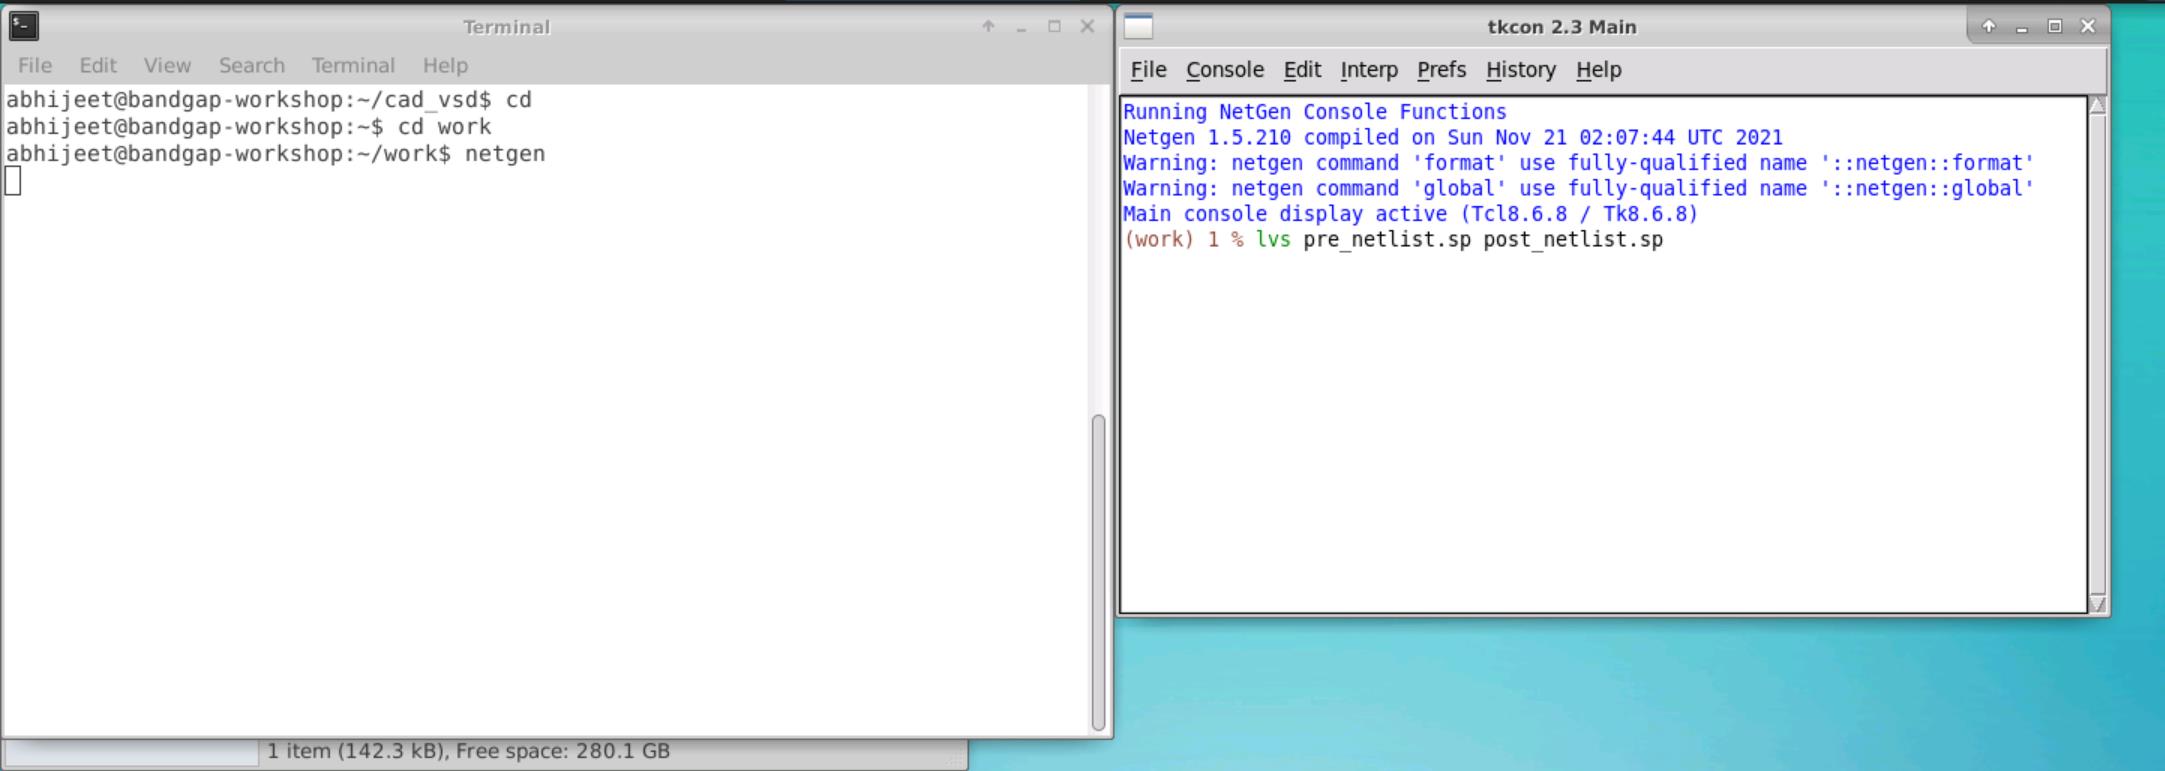 Terminal
File Edit View Search Terminal Help
abhijeet@bandgap-workshop:~/cad_vsd$ cd
abhijeet@bandgap-workshop:~$ cd work
abhijeet@bandgap-workshop:~/work$ netgen
1 item (142.3 kB), Free space: 280.1 GB
tkcon 2.3 Main
File Console Edit Interp Prefs History Help
Running NetGen Console Functions
Netgen 1.5.210 compiled on Sun Nov 21 02:07:44 UTC 2021
Warning: netgen command 'format' use fully-qualified name '::netgen::format'
Warning: netgen command 'global' use fully-qualified name '::netgen::global'
Main console display active (Tcl8.6.8 / Tk8.6.8)
(work) 1 % lvs pre_netlist.sp post_netlist.sp